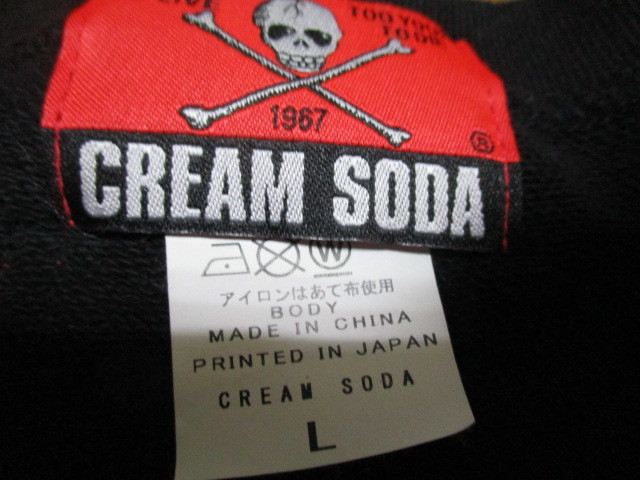 TOO
1967
®
CREAM SODA
W
アイロンはあて布使用
BODY
MADE IN CHINA
PRINTED IN JAPAN
CREAM SODA
L